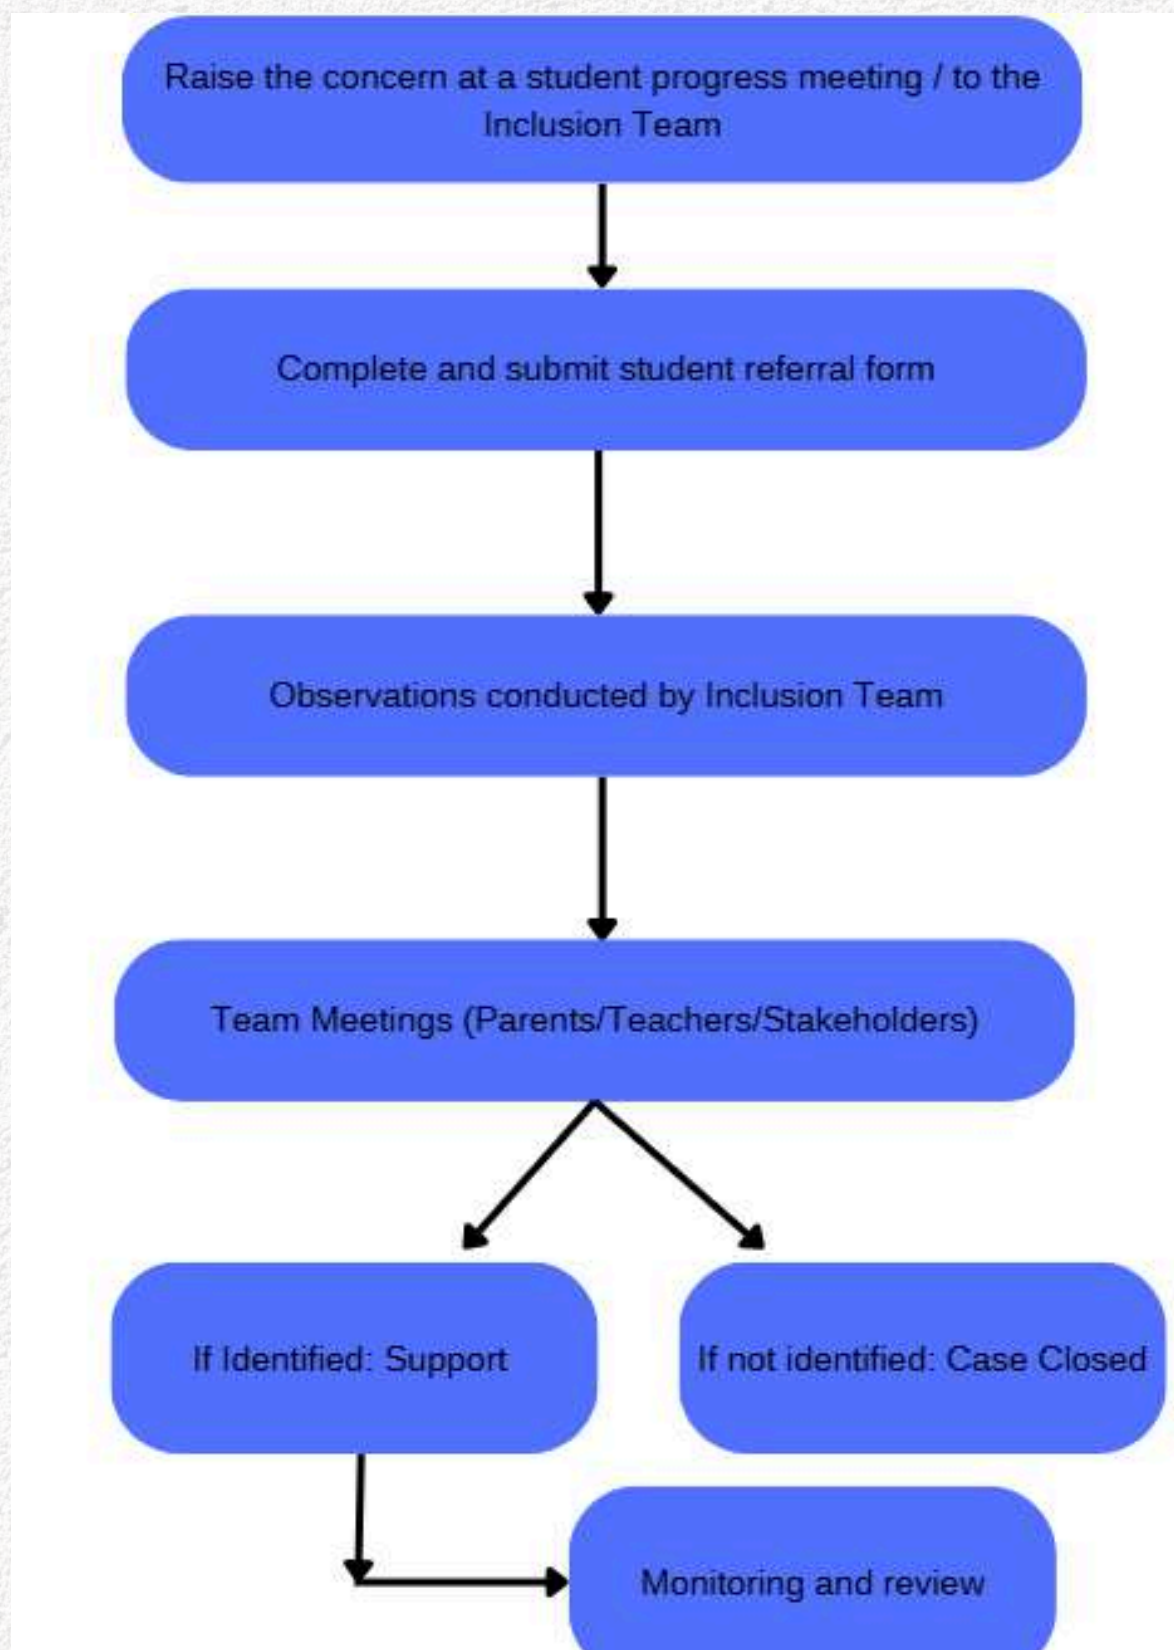 Raise the concern at a student progress meeting / to the
Inclusion Team
Complete and submit student referral form
Observations conducted by Inclusion Team
Team Meetings (Parents/Teachers/Stakeholders)
If Identified: Support
If not identified: Case Closed
Monitoring and review